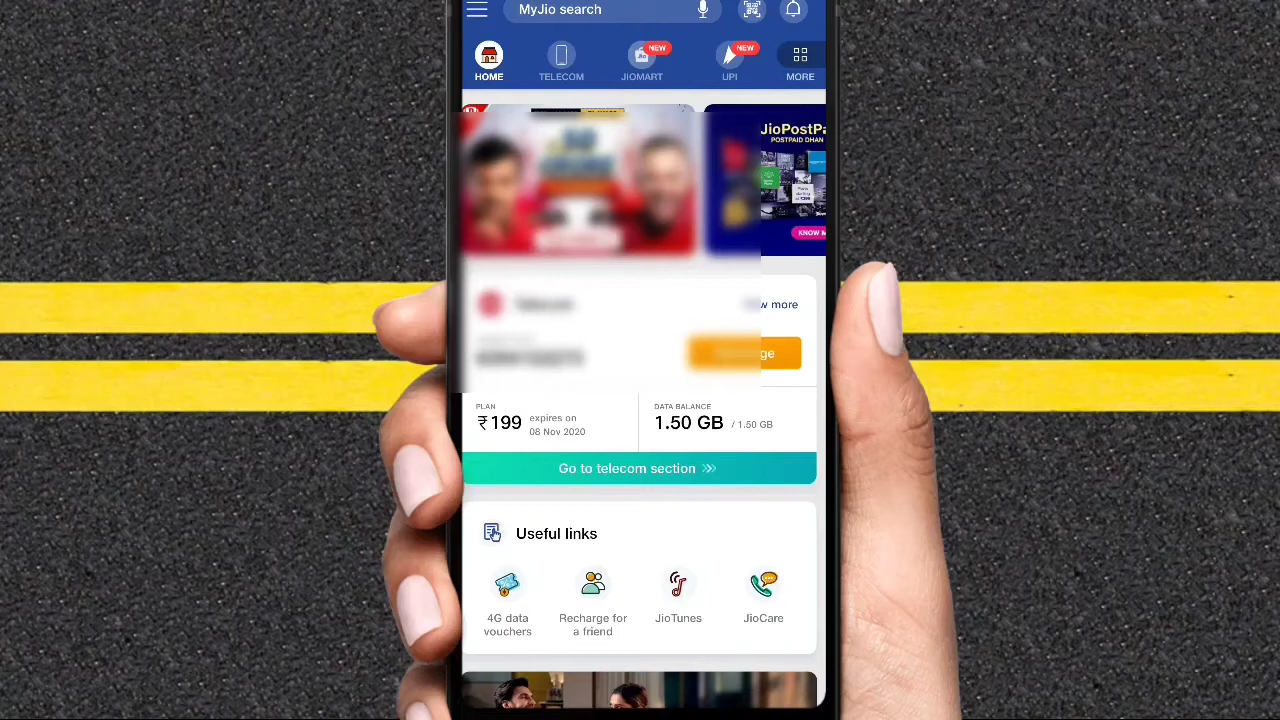 MyJio search
HOME
TELECOM
NEW
JIOMART
NEW
UPI
MORE
JioPostPa
POSTPAID DHAN
KNOW M
w more
ge
PLAN
₹199
expires on
08 Nov 2020
DATA BALANCE
1.50 GB / 1.50 GB
Go to telecom section
Useful links
4G data
vouchers
Recharge for
a friend
JioTunes
JioCare